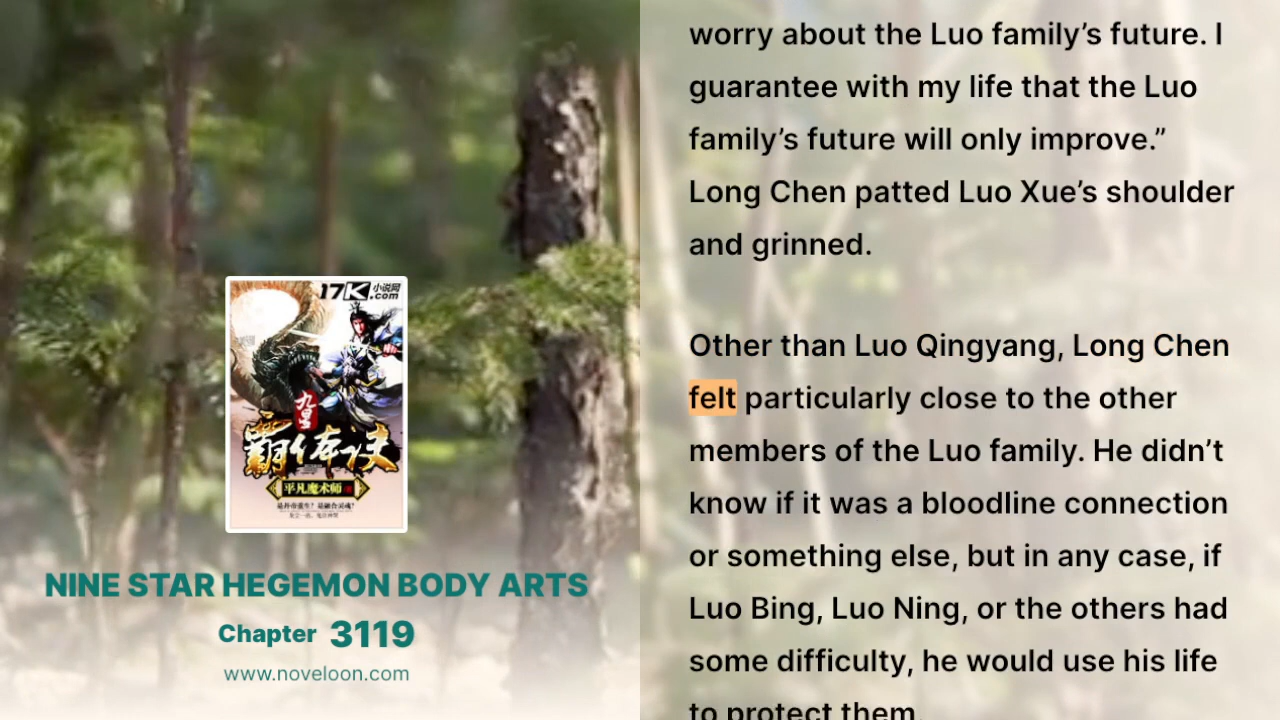 17K小说网
.com
九星
霸体诀
平凡魔术师
NINE STAR HEGEMON BODY ARTS
Chapter 3119
www.noveloon.com
worry about the Luo family’s future. I
guarantee with my life that the Luo
family’s future will only improve.”
Long Chen patted Luo Xue’s shoulder
and grinned.
Other than Luo Qingyang, Long Chen
felt particularly close to the other
members of the Luo family. He didn’t
know if it was a bloodline connection
or something else, but in any case, if
Luo Bing, Luo Ning, or the others had
some difficulty, he would use his life
to protect them.